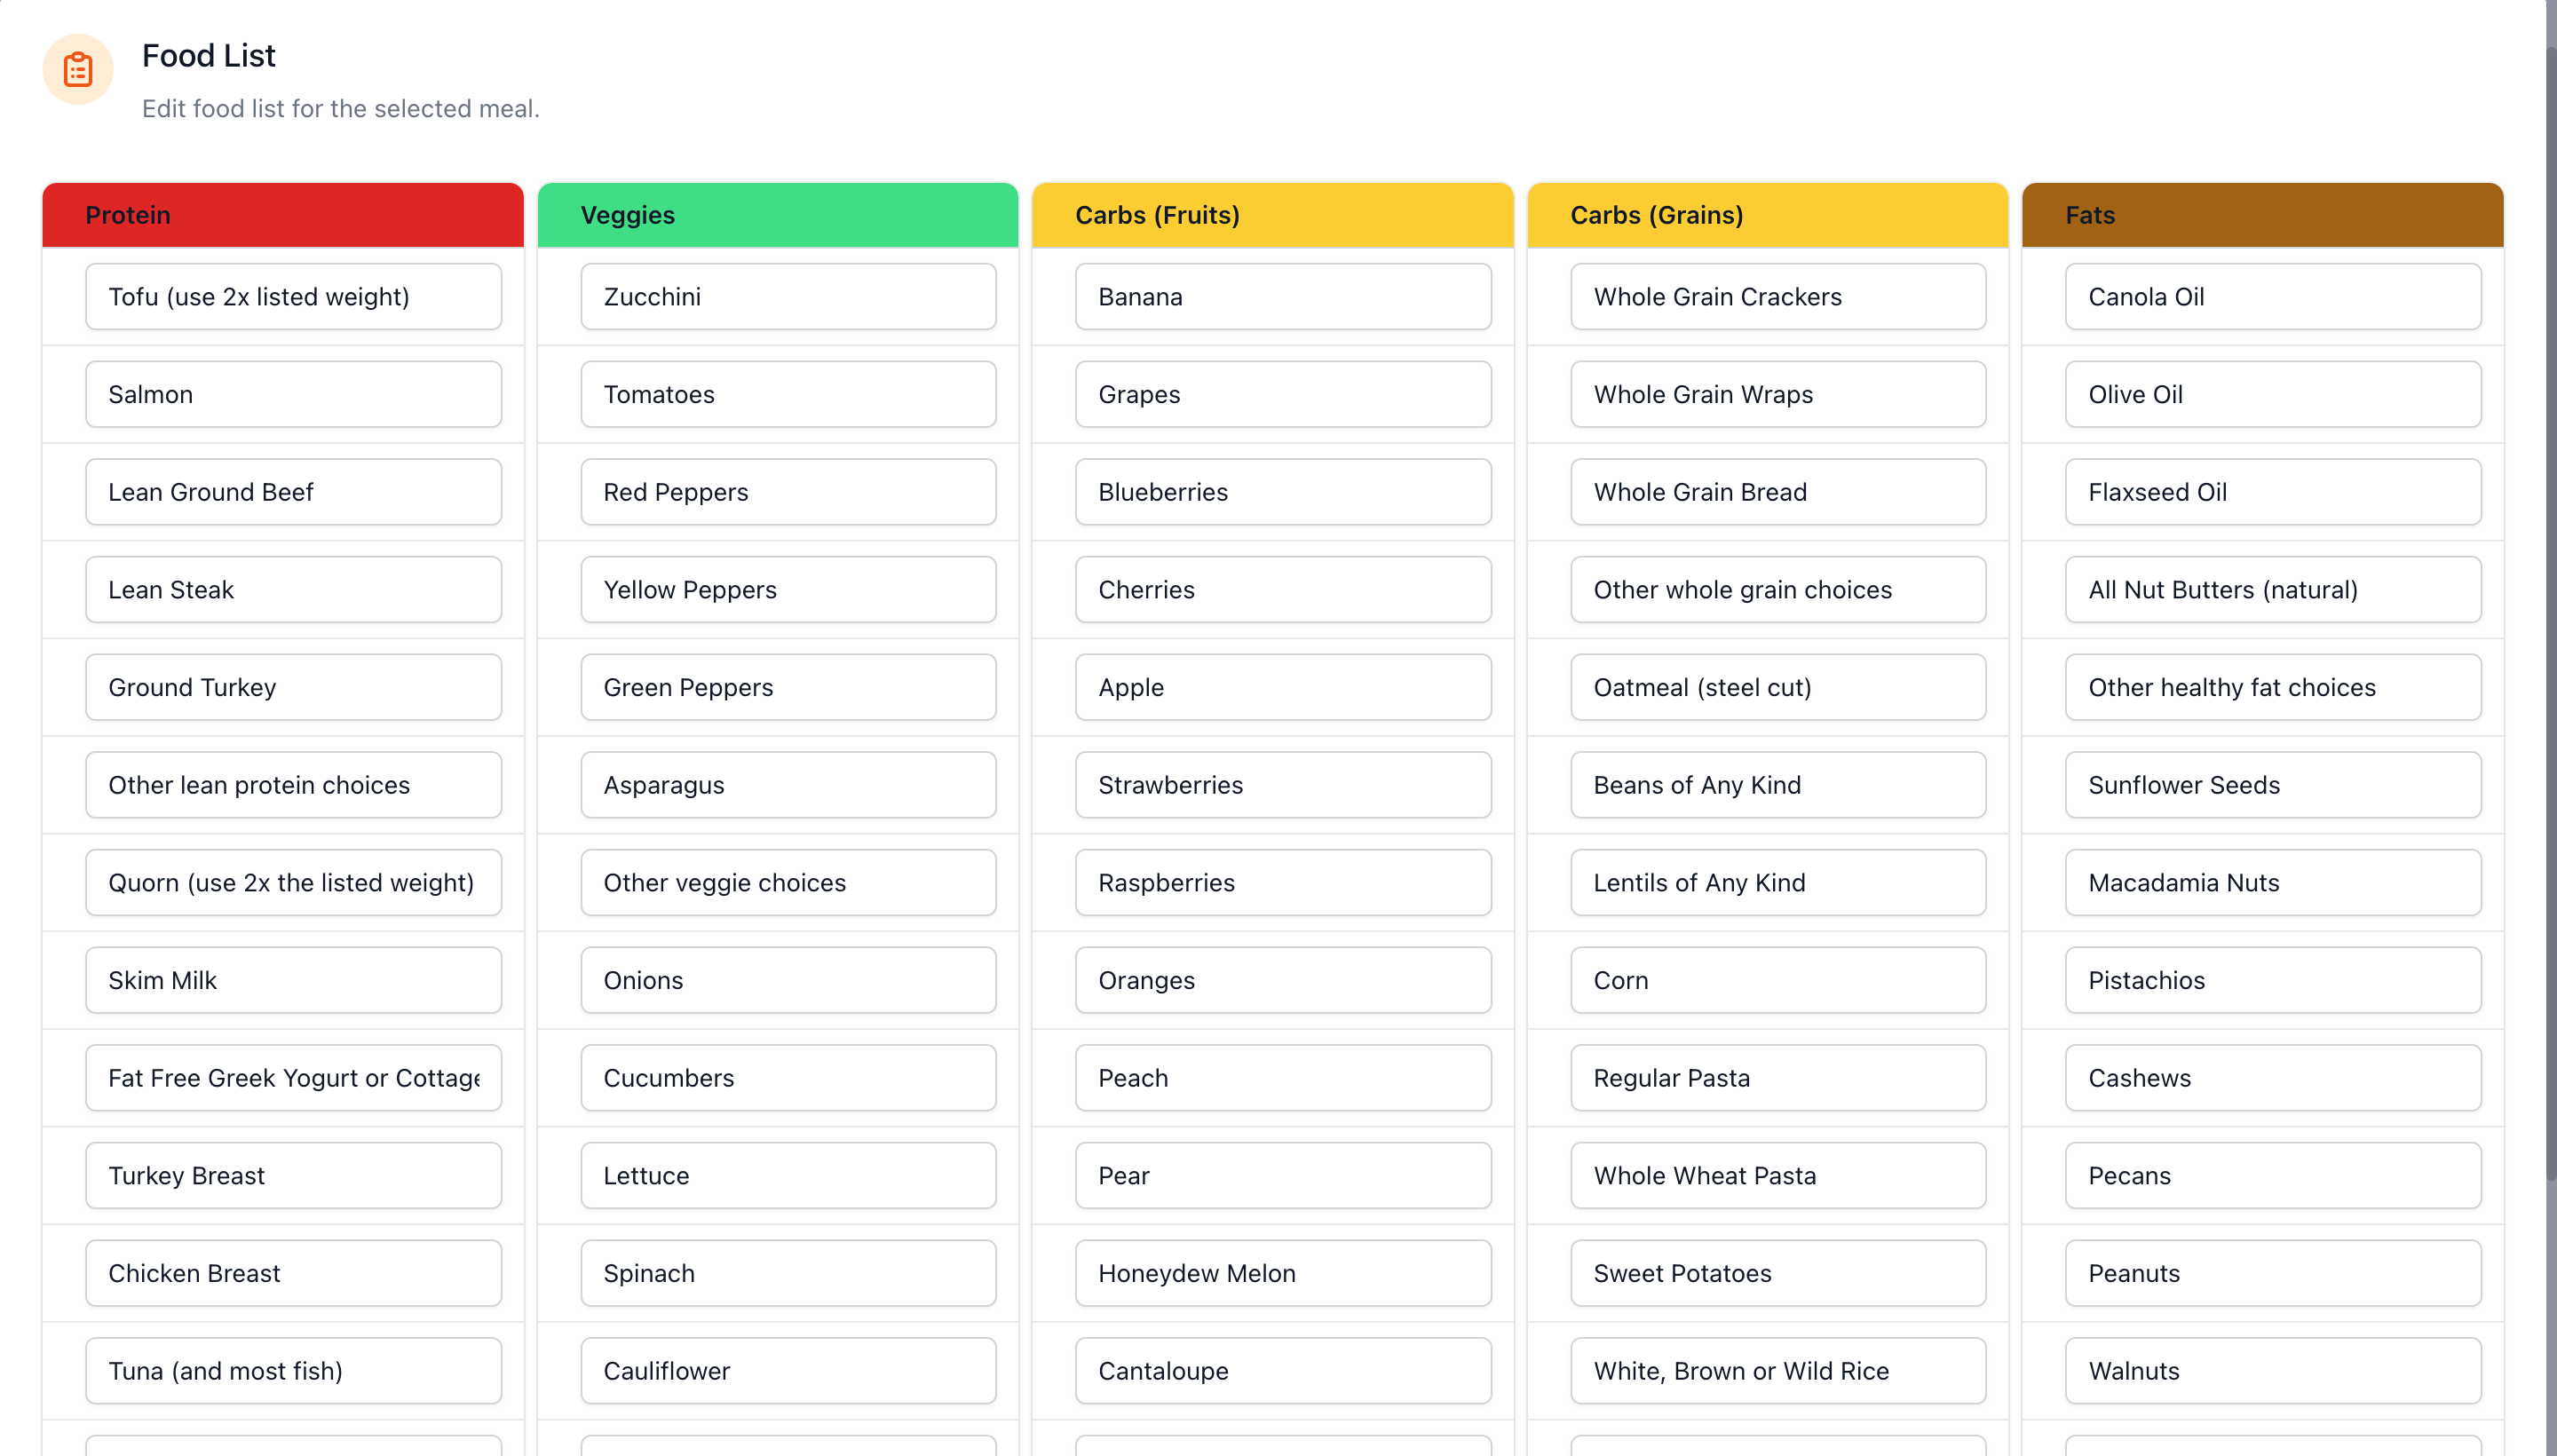 Food List
Edit food list for the selected meal.
Protein Veggies Carbs (Fruits) Carbs (Grains) Fats
Tofu (use 2x listed weight) Zucchini Banana Whole Grain Crackers Canola Oil
Salmon Tomatoes Grapes Whole Grain Wraps Olive Oil
Lean Ground Beef Red Peppers Blueberries Whole Grain Bread Flaxseed Oil
Lean Steak Yellow Peppers Cherries Other whole grain choices All Nut Butters (natural)
Ground Turkey Green Peppers Apple Oatmeal (steel cut) Other healthy fat choices
Other lean protein choices Asparagus Strawberries Beans of Any Kind Sunflower Seeds
Quorn (use 2x the listed weight) Other veggie choices Raspberries Lentils of Any Kind Macadamia Nuts
Skim Milk Onions Oranges Corn Pistachios
Fat Free Greek Yogurt or Cottage Cucumbers Peach Regular Pasta Cashews
Turkey Breast Lettuce Pear Whole Wheat Pasta Pecans
Chicken Breast Spinach Honeydew Melon Sweet Potatoes Peanuts
Tuna (and most fish) Cauliflower Cantaloupe White, Brown or Wild Rice Walnuts